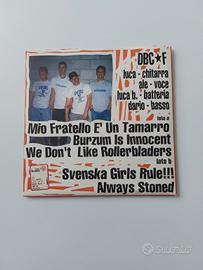 DBC★F
luca - chitarra
ale - voce
luca b. - batteria
dario - basso
lato a
Mio Fratello E' Un Tamarro
Burzum Is Innocent
We Don't Like Rollerbladers
lato b
Svenska Girls Rule!!!
Always Stoned
subito